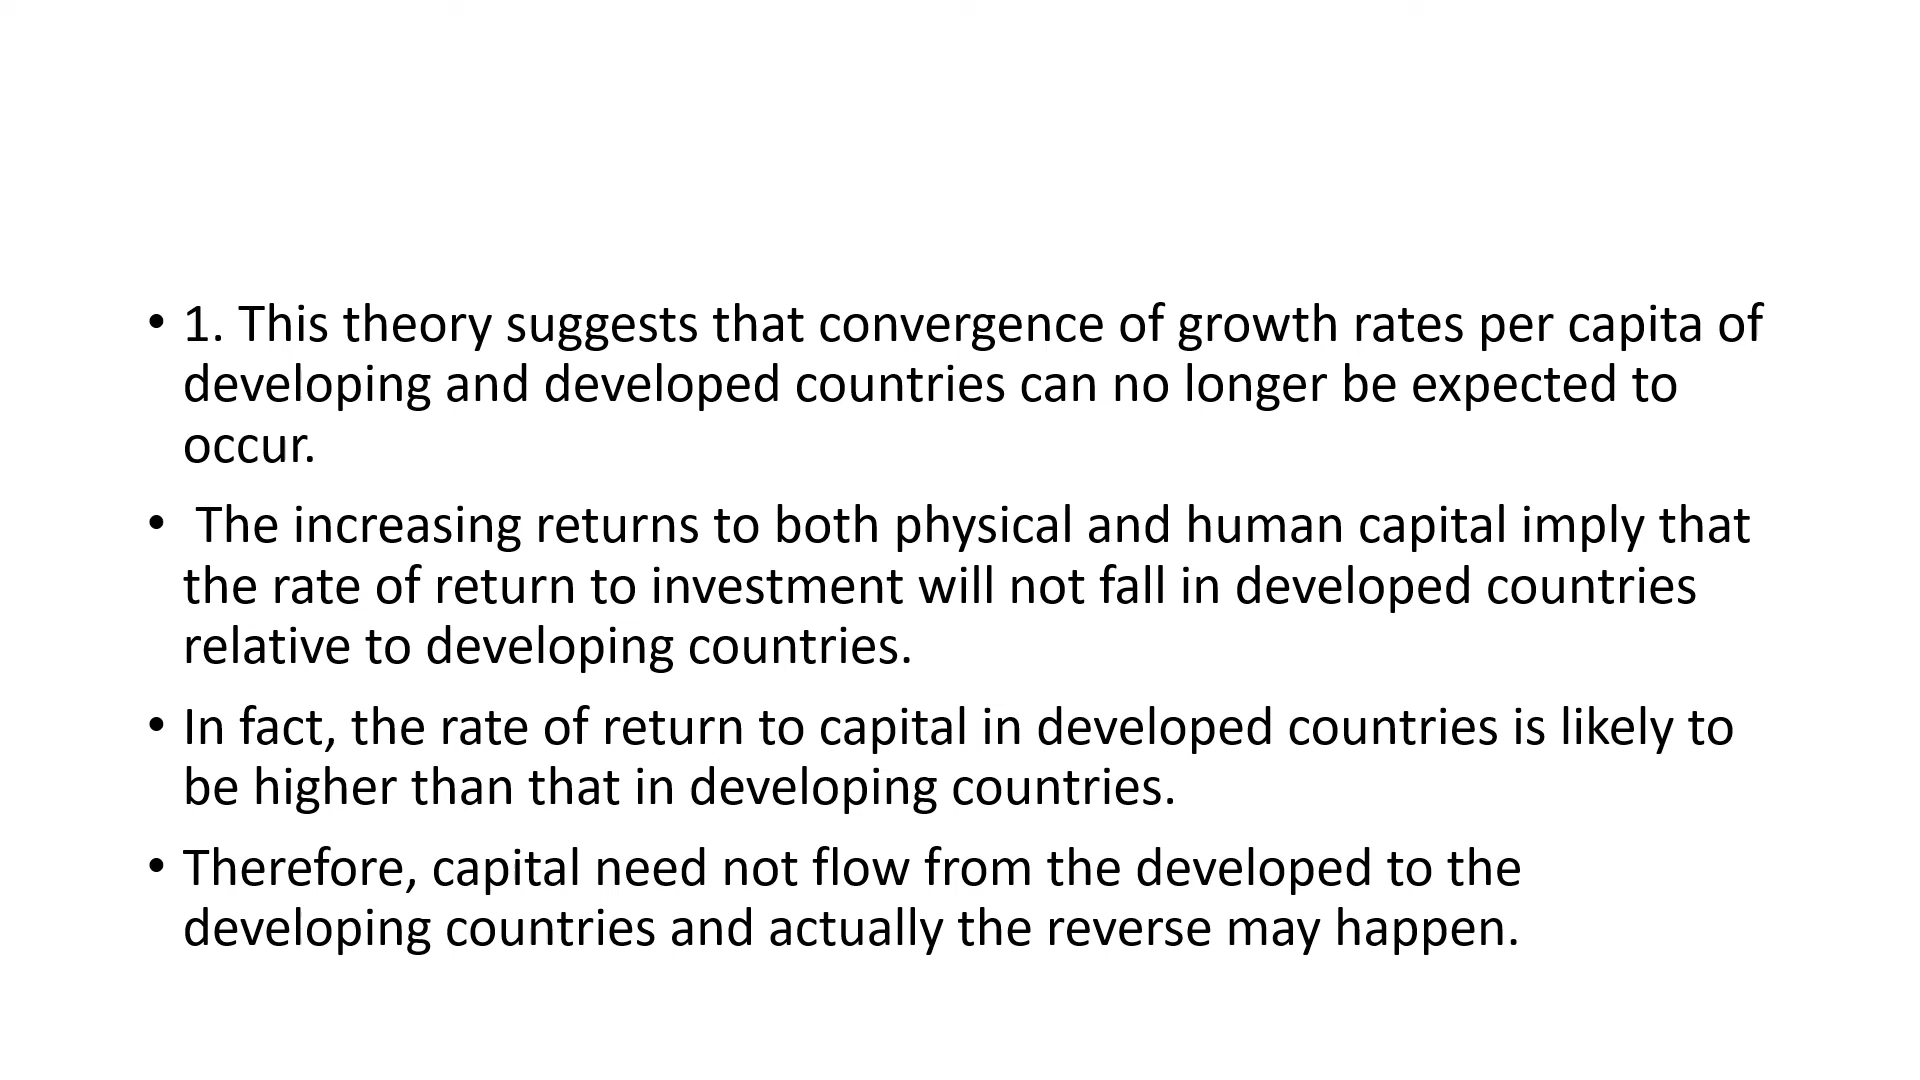 • 1. This theory suggests that convergence of growth rates per capita of
developing and developed countries can no longer be expected to
occur.
• The increasing returns to both physical and human capital imply that
the rate of return to investment will not fall in developed countries
relative to developing countries.
• In fact, the rate of return to capital in developed countries is likely to
be higher than that in developing countries.
• Therefore, capital need not flow from the developed to the
developing countries and actually the reverse may happen.